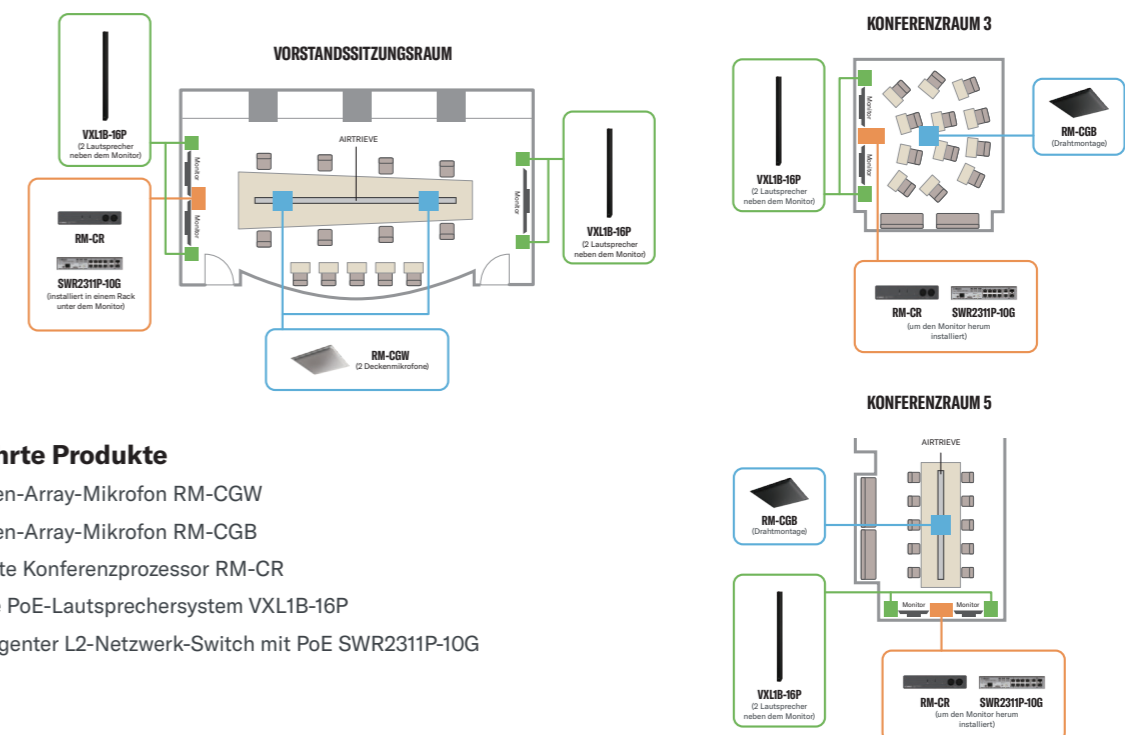 VORSTANDSSITZUNGSRAUM
VXL1B-16P
(2 Lautsprecher
neben dem Monitor)
AIRTRIEVE
Monitor
Monitor
Monitor
RM-CR
SWR2311P-10G
(installiert in einem Rack
unter dem Monitor)
VXL1B-16P
(2 Lautsprecher
neben dem Monitor)
RM-CGW
(2 Deckenmikrofone)
KONFERENZRAUM 3
VXL1B-16P
(2 Lautsprecher
neben dem Monitor)
Monitor
Monitor
RM-CGB
(Drahtmontage)
RM-CR SWR2311P-10G
(um den Monitor herum
installiert)
hrte Produkte
en-Array-Mikrofon RM-CGW
en-Array-Mikrofon RM-CGB
te Konferenzprozessor RM-CR
e PoE-Lautsprechersystem VXL1B-16P
genter L2-Netzwerk-Switch mit PoE SWR2311P-10G
KONFERENZRAUM 5
AIRTRIEVE
RM-CGB
(Drahtmontage)
Monitor Monitor
VXL1B-16P
(2 Lautsprecher
neben dem Monitor)
RM-CR SWR2311P-10G
(um den Monitor herum
installiert)